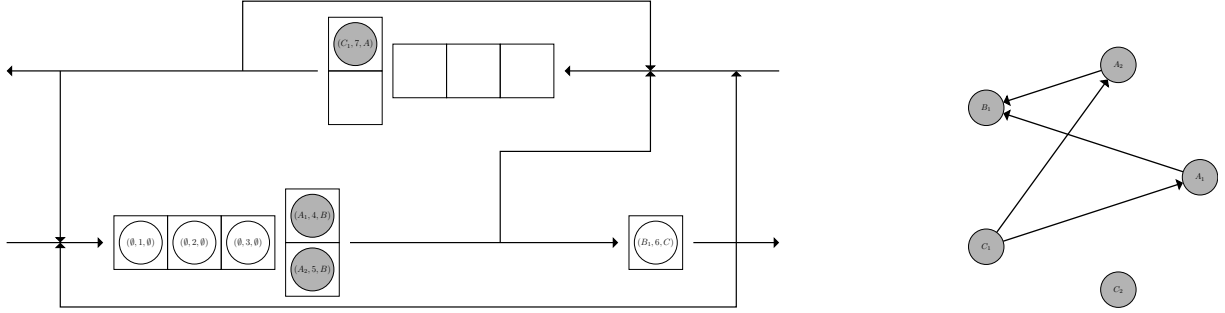 (C₁, 7, A)
(∅, 1, ∅) (∅, 2, ∅) (∅, 3, ∅)
(A₁, 4, B)
(A₂, 5, B)
(B₁, 6, C)
A₂
B₁
A₁
C₁
C₂